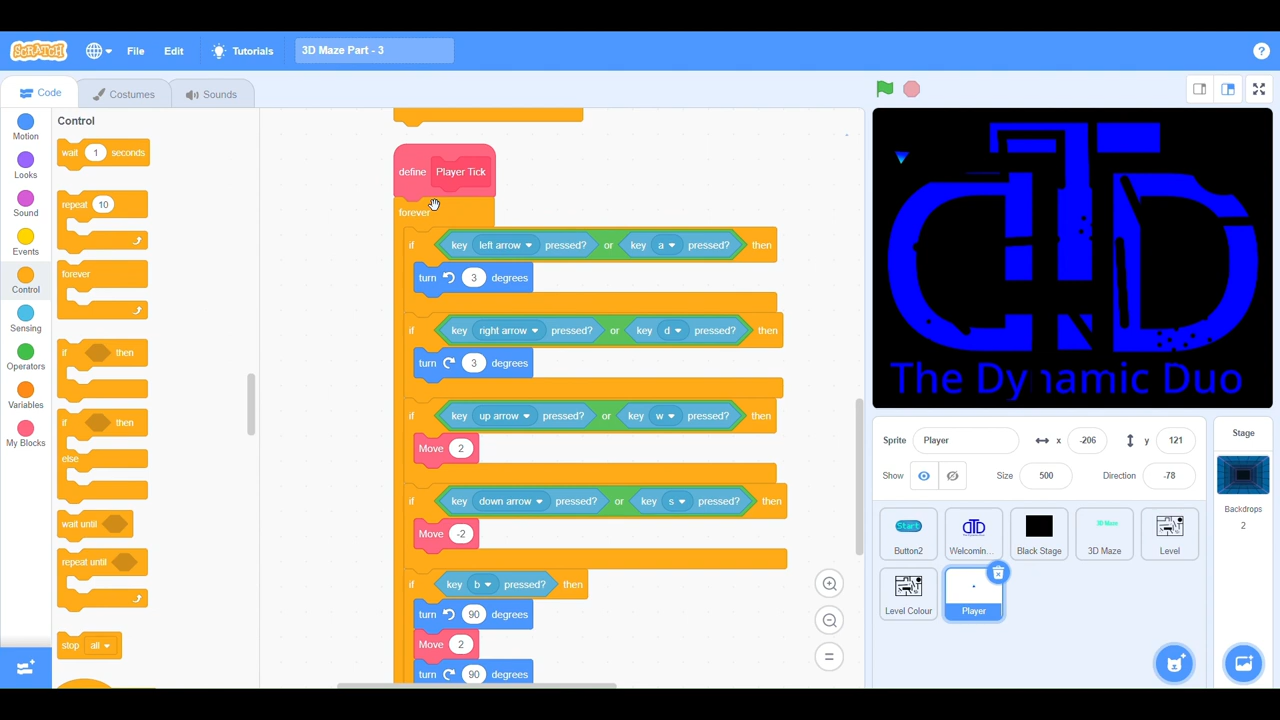 SCRATCH File Edit Tutorials 3D Maze Part - 3 ?
Code Costumes Sounds
Motion
Looks
Sound
Events
Control
Sensing
Operators
Variables
My Blocks
Control
wait 1 seconds
repeat 10
forever
if then
if then
else
wait until
repeat until
stop all
define Player Tick
forever
if key left arrow pressed? or key a pressed? then
turn 3 degrees
if key right arrow pressed? or key d pressed? then
turn 3 degrees
if key up arrow pressed? or key w pressed? then
Move 2
if key down arrow pressed? or key s pressed? then
Move -2
if key b pressed? then
turn 90 degrees
Move 2
turn 90 degrees
The Dynamic Duo
Sprite Player x -206 y 121
Show Size 500 Direction -78
Button2 Welcomin... Black Stage 3D Maze Level
Level Colour Player
Start
3D Maze
Stage
Backdrops
2